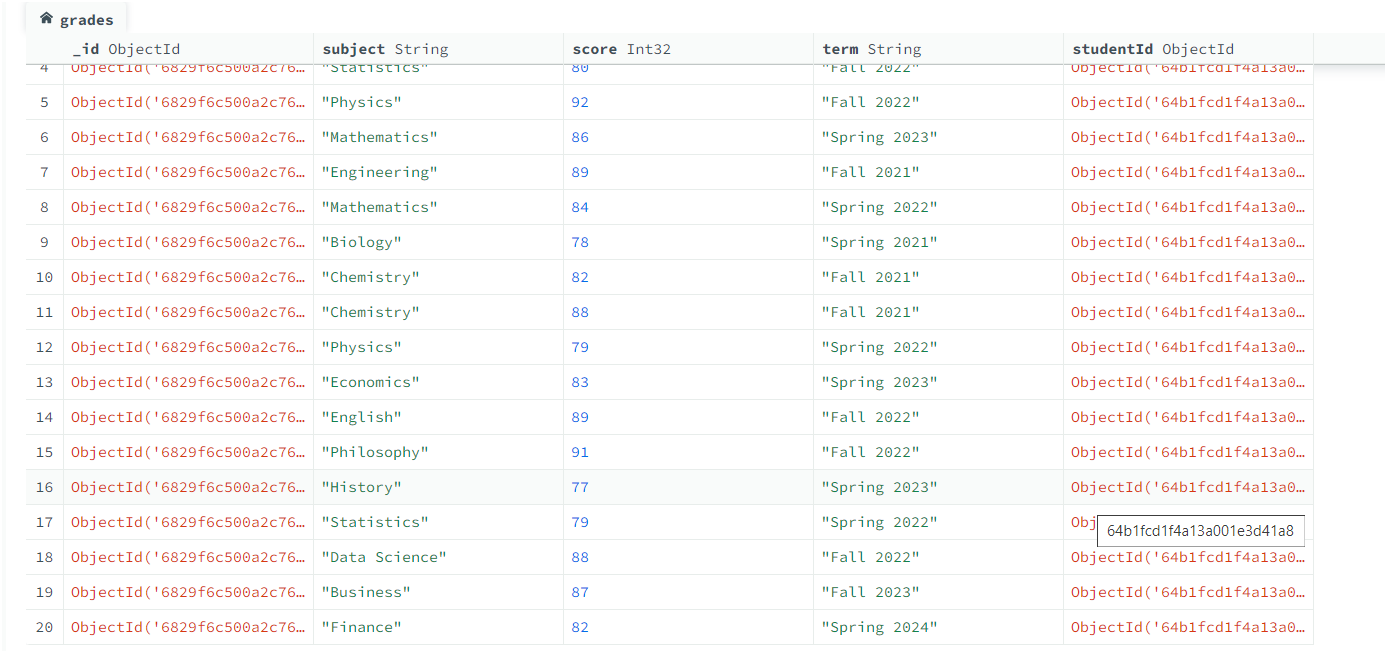 grades
_id ObjectId subject String score Int32 term String studentId ObjectId
4 ObjectId('6829f6c500a2c76… "Statistics" 80 "Fall 2022" ObjectId('64b1fcd1f4a13a0…
5 ObjectId('6829f6c500a2c76… "Physics" 92 "Fall 2022" ObjectId('64b1fcd1f4a13a0…
6 ObjectId('6829f6c500a2c76… "Mathematics" 86 "Spring 2023" ObjectId('64b1fcd1f4a13a0…
7 ObjectId('6829f6c500a2c76… "Engineering" 89 "Fall 2021" ObjectId('64b1fcd1f4a13a0…
8 ObjectId('6829f6c500a2c76… "Mathematics" 84 "Spring 2022" ObjectId('64b1fcd1f4a13a0…
9 ObjectId('6829f6c500a2c76… "Biology" 78 "Spring 2021" ObjectId('64b1fcd1f4a13a0…
10 ObjectId('6829f6c500a2c76… "Chemistry" 82 "Fall 2021" ObjectId('64b1fcd1f4a13a0…
11 ObjectId('6829f6c500a2c76… "Chemistry" 88 "Fall 2021" ObjectId('64b1fcd1f4a13a0…
12 ObjectId('6829f6c500a2c76… "Physics" 79 "Spring 2022" ObjectId('64b1fcd1f4a13a0…
13 ObjectId('6829f6c500a2c76… "Economics" 83 "Spring 2023" ObjectId('64b1fcd1f4a13a0…
14 ObjectId('6829f6c500a2c76… "English" 89 "Fall 2022" ObjectId('64b1fcd1f4a13a0…
15 ObjectId('6829f6c500a2c76… "Philosophy" 91 "Fall 2022" ObjectId('64b1fcd1f4a13a0…
16 ObjectId('6829f6c500a2c76… "History" 77 "Spring 2023" ObjectId('64b1fcd1f4a13a0…
17 ObjectId('6829f6c500a2c76… "Statistics" 79 "Spring 2022" Obj
64b1fcd1f4a13a001e3d41a8
18 ObjectId('6829f6c500a2c76… "Data Science" 88 "Fall 2022" ObjectId('64b1fcd1f4a13a0…
19 ObjectId('6829f6c500a2c76… "Business" 87 "Fall 2023" ObjectId('64b1fcd1f4a13a0…
20 ObjectId('6829f6c500a2c76… "Finance" 82 "Spring 2024" ObjectId('64b1fcd1f4a13a0…